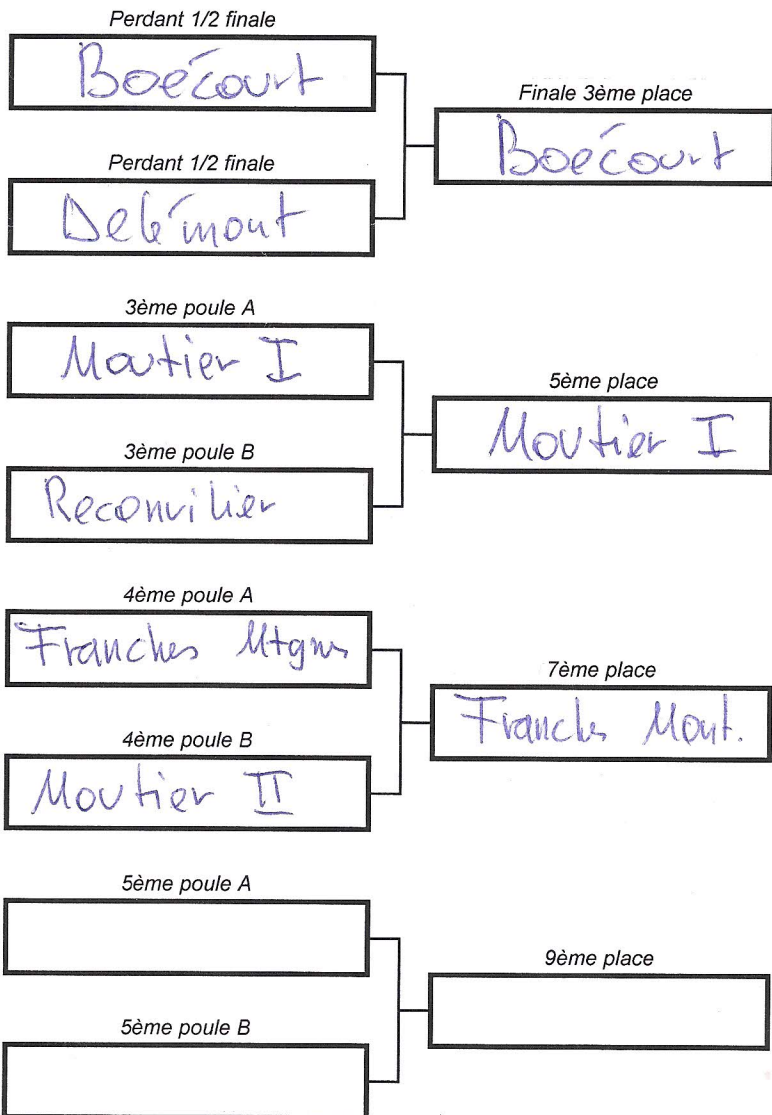 Perdant 1/2 finale
Boécourt
Finale 3ème place
Boécourt
Perdant 1/2 finale
Delémont
3ème poule A
Moutier I
5ème place
Moutier I
3ème poule B
Reconvilier
4ème poule A
Franches Mtgnes
7ème place
Franches Mont.
4ème poule B
Moutier II
5ème poule A
9ème place
5ème poule B